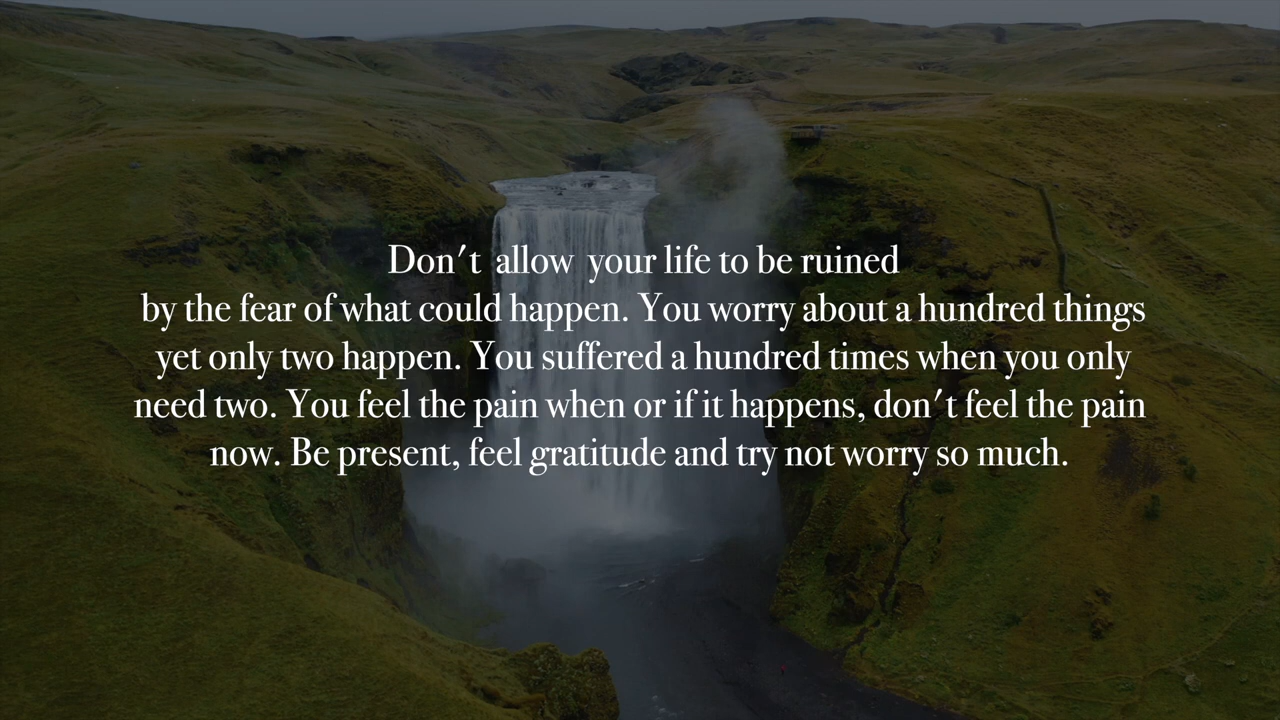 Don't allow your life to be ruined
by the fear of what could happen. You worry about a hundred things
yet only two happen. You suffered a hundred times when you only
need two. You feel the pain when or if it happens, don't feel the pain
now. Be present, feel gratitude and try not worry so much.